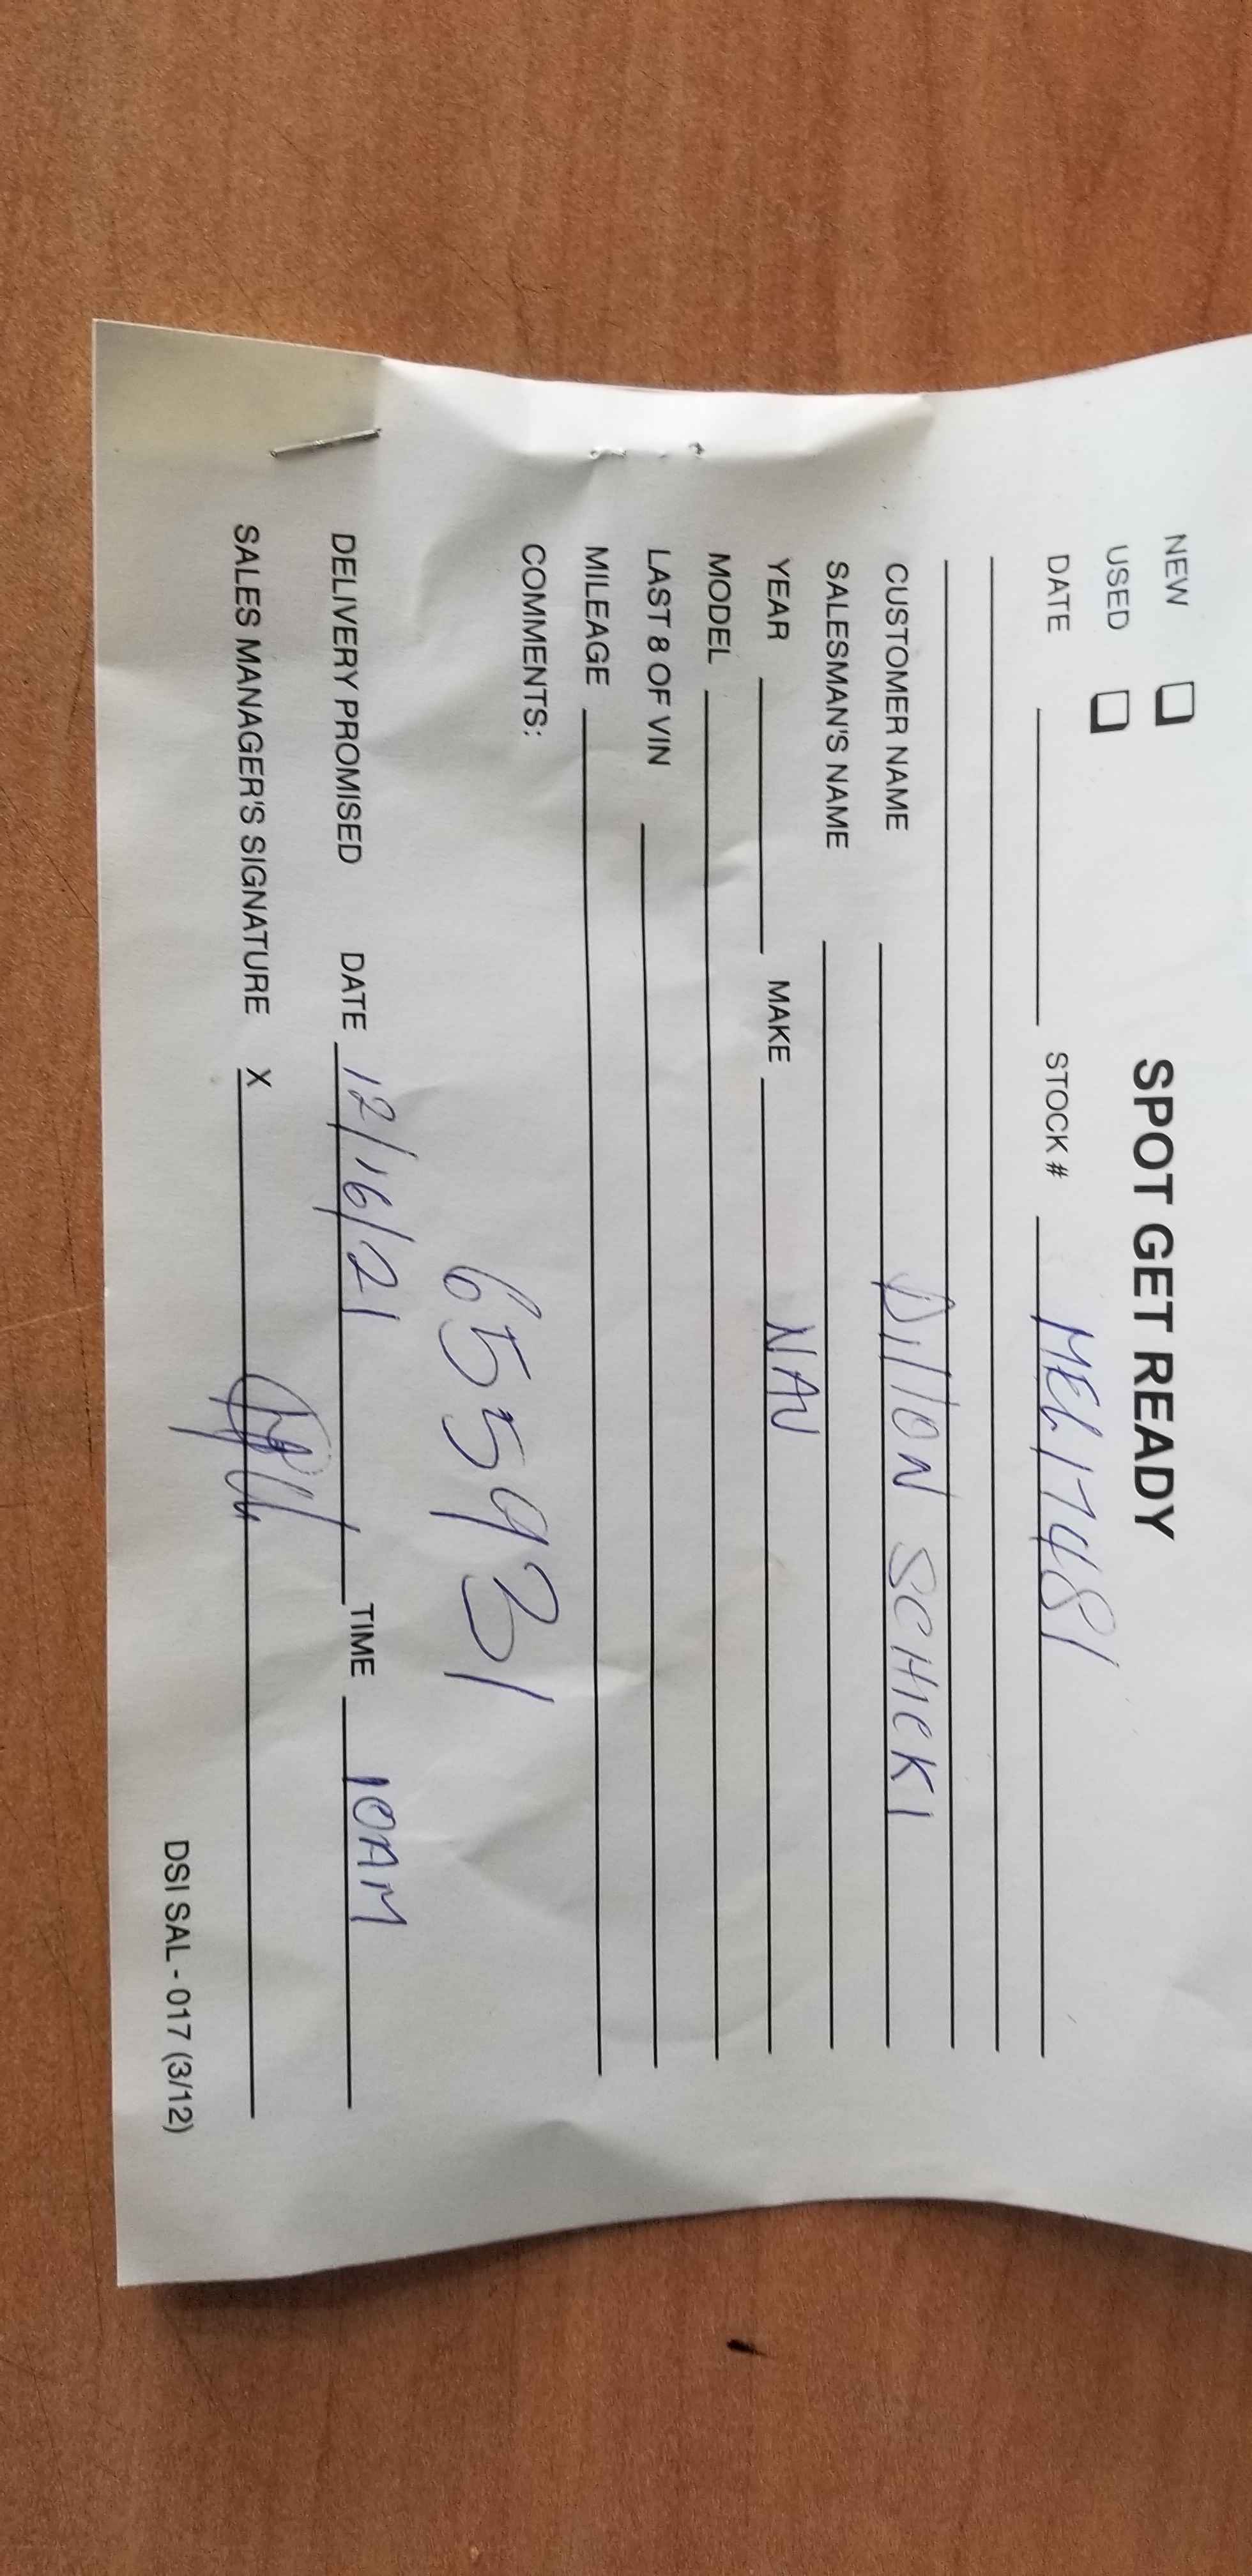 SPOT GET READY
NEW
USED
DATE STOCK # MEL17481
CUSTOMER NAME Dillon SCHICKI
SALESMAN'S NAME
YEAR MAKE NAV
MODEL
LAST 8 OF VIN
MILEAGE
COMMENTS:
655931
DELIVERY PROMISED DATE 12/16/21 TIME 10AM
SALES MANAGER'S SIGNATURE X
DSI SAL - 017 (3/12)